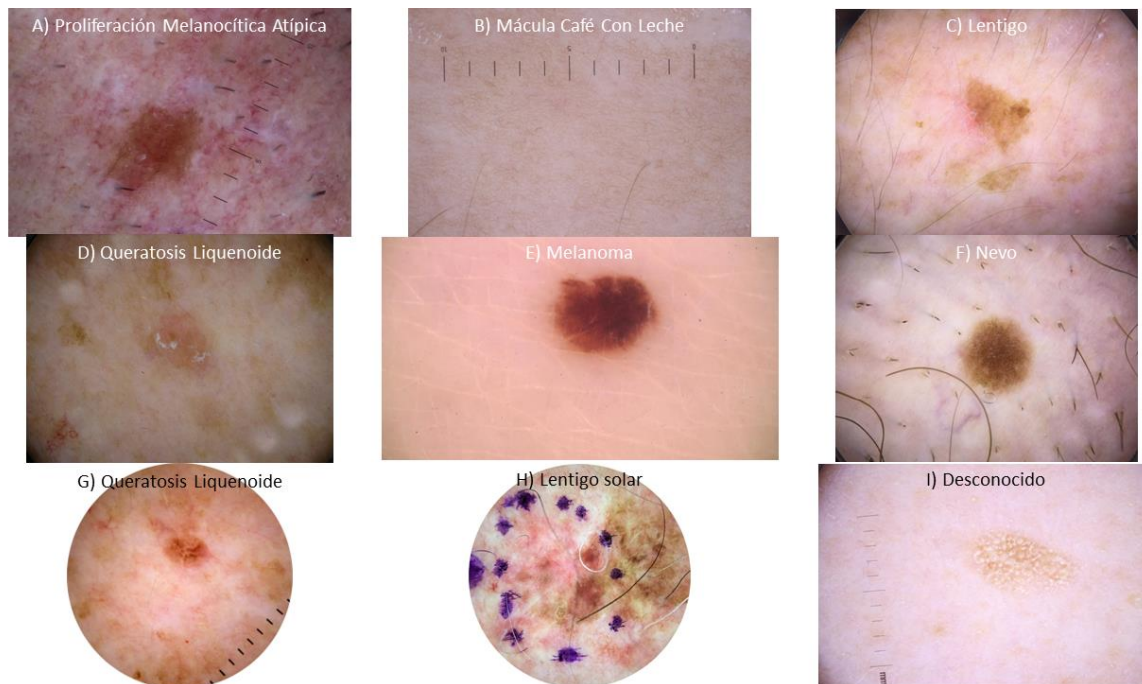 A) Proliferación Melanocítica Atípica
B) Mácula Café Con Leche
C) Lentigo
D) Queratosis Liquenoide
E) Melanoma
F) Nevo
G) Queratosis Liquenoide
H) Lentigo solar
I) Desconocido